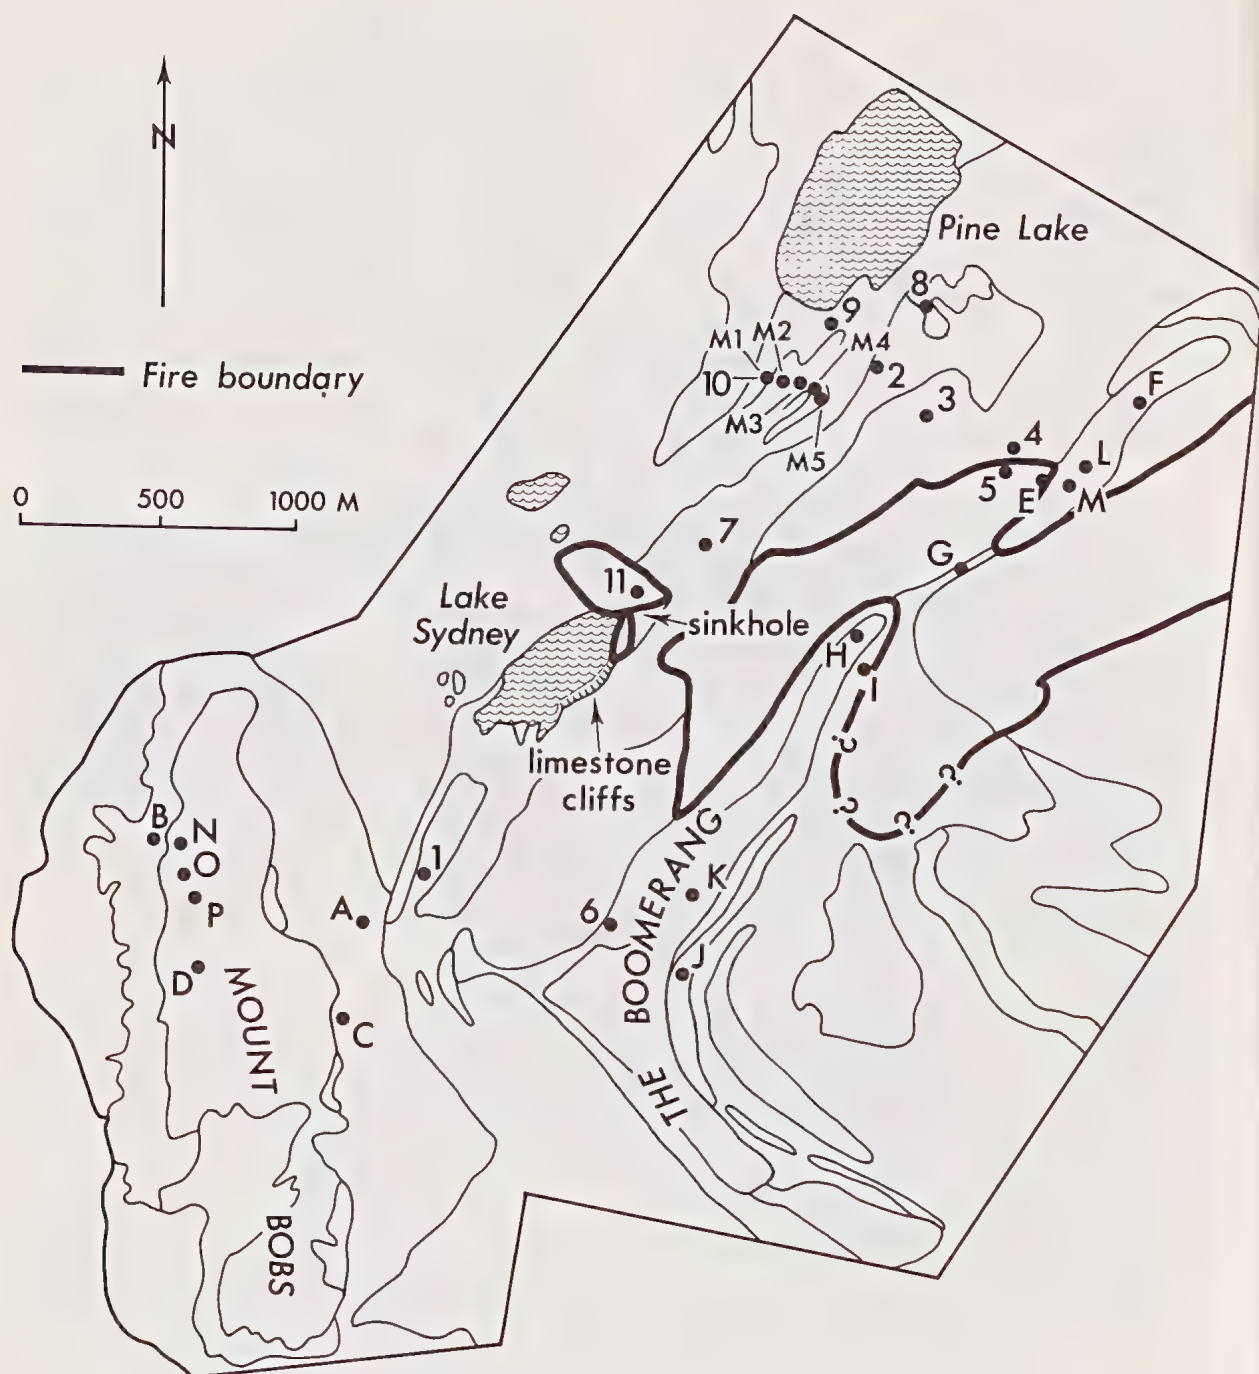 N
Pine Lake
8
9
M1
M2
M4
Fire boundary
10
2
F
M3
3
M5
4
L
0 500 1000 M
5
E
M
7
G
11
Lake
Sydney
sinkhole
H
I
?
limestone
cliffs
?
?
?
B
N
O
1
P
A
K
6
D
J
C
THE BOOMERANG
MOUNT BOBS